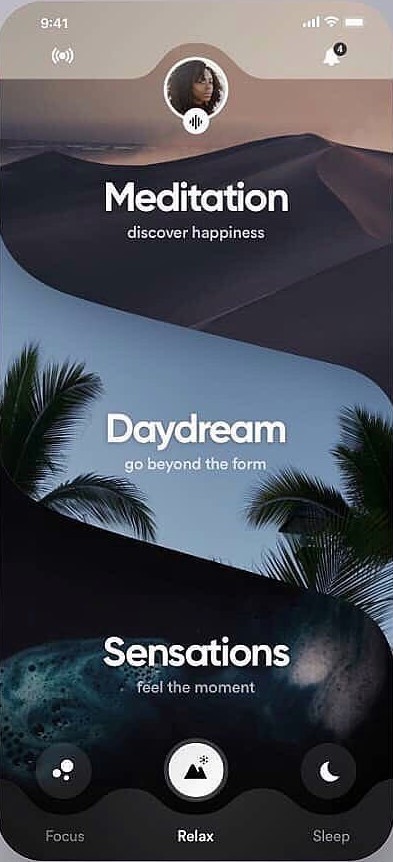 9:41
4
Meditation
discover happiness
Daydream
go beyond the form
Sensations
feel the moment
Focus
Relax
Sleep